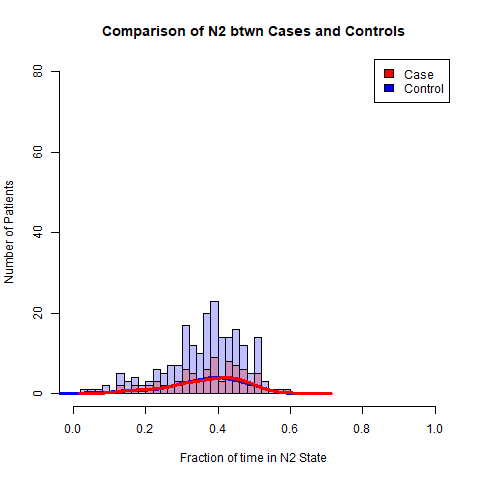 Comparison of N2 btwn Cases and Controls
Case
Control
80
60
40
20
0
Number of Patients
0.0 0.2 0.4 0.6 0.8 1.0
Fraction of time in N2 State